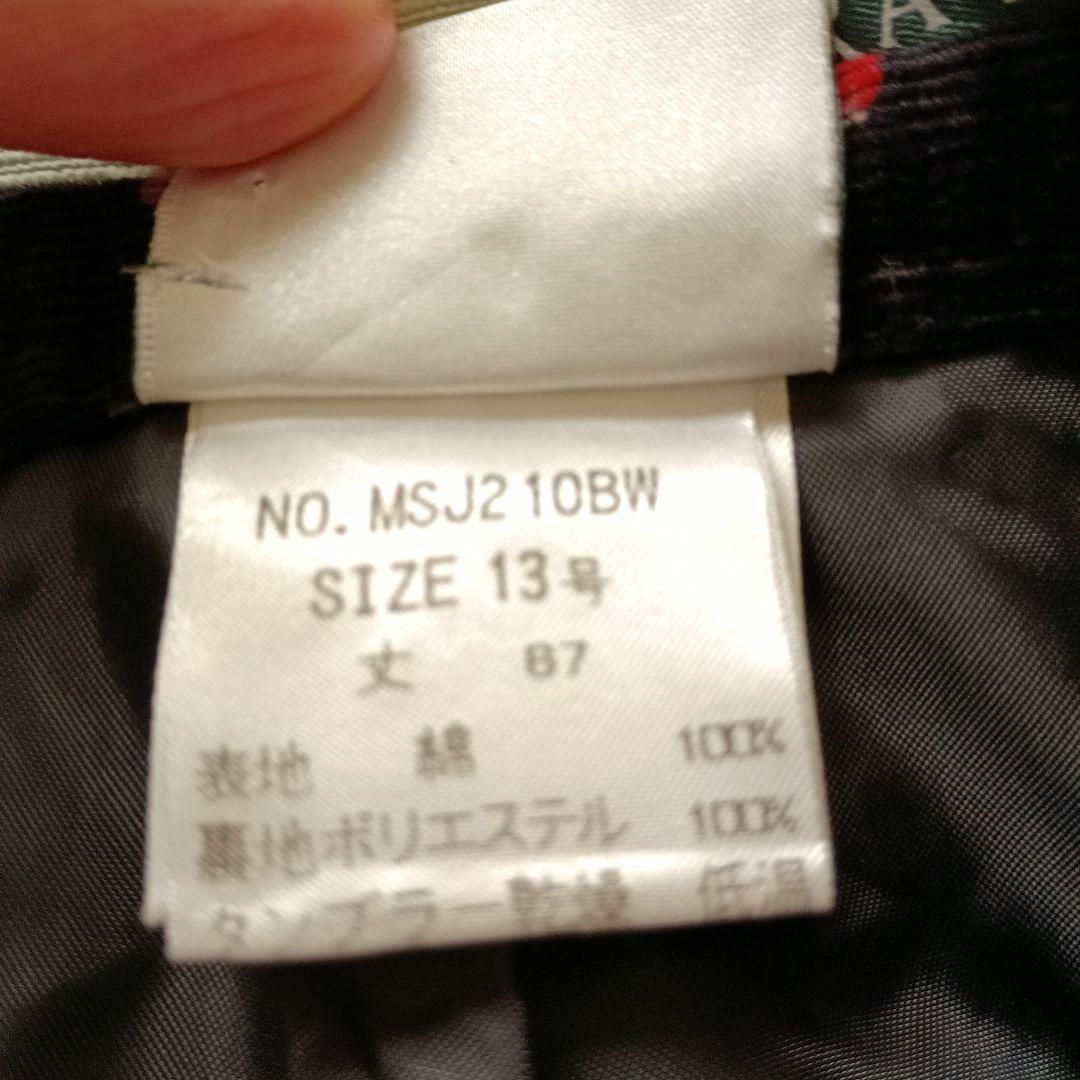 A
NO. MSJ210BW
SIZE 13号
丈 87
表地 綿 100%
裏地ポリエステル 100%
タンブラー乾燥 低温